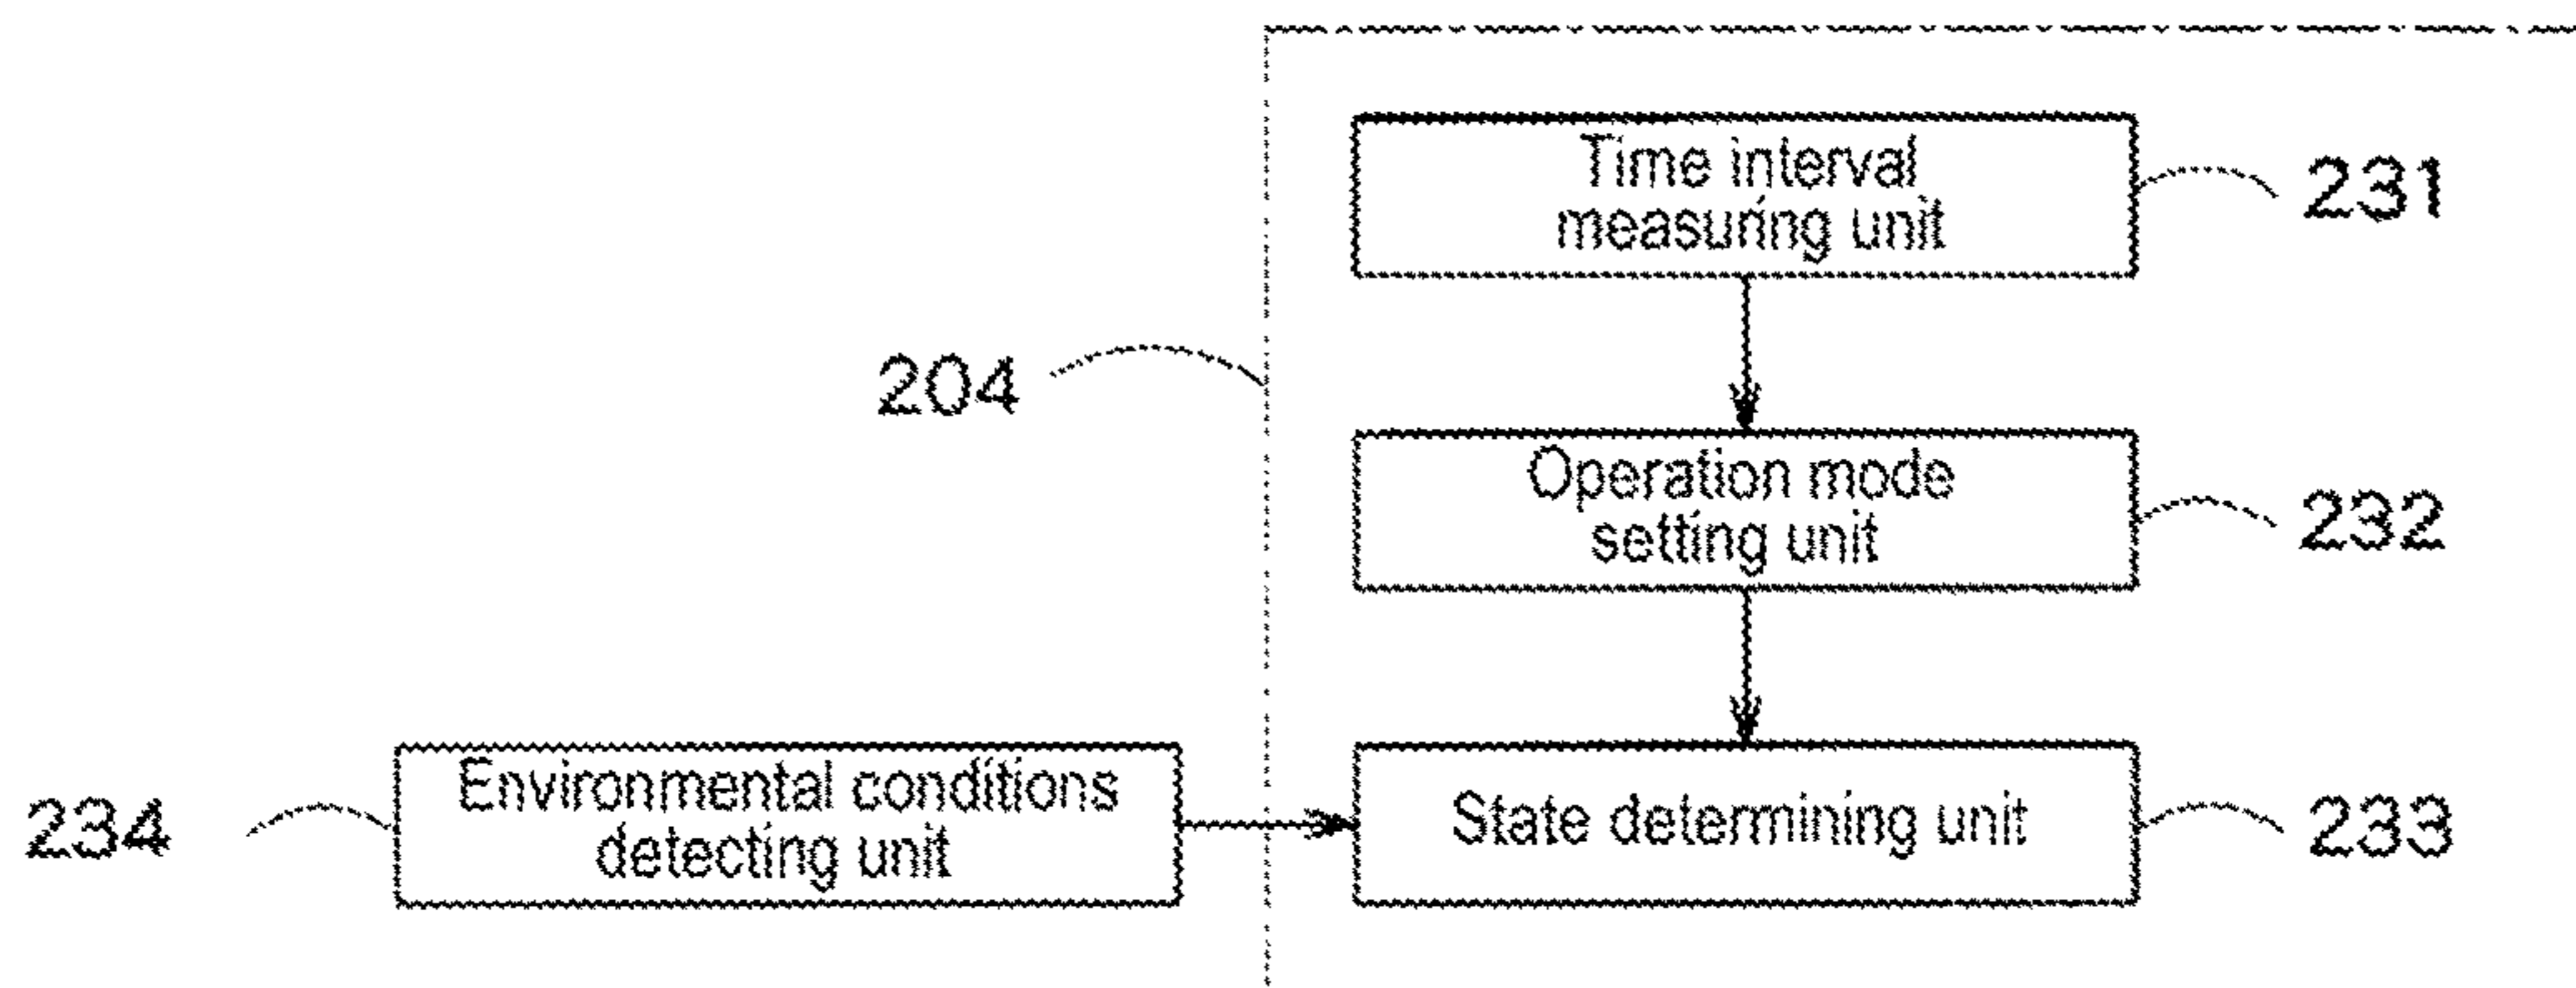 Time interval
measuring unit
231
204
Operation mode
setting unit
232
234
Environmental conditions
detecting unit
State determining unit
233